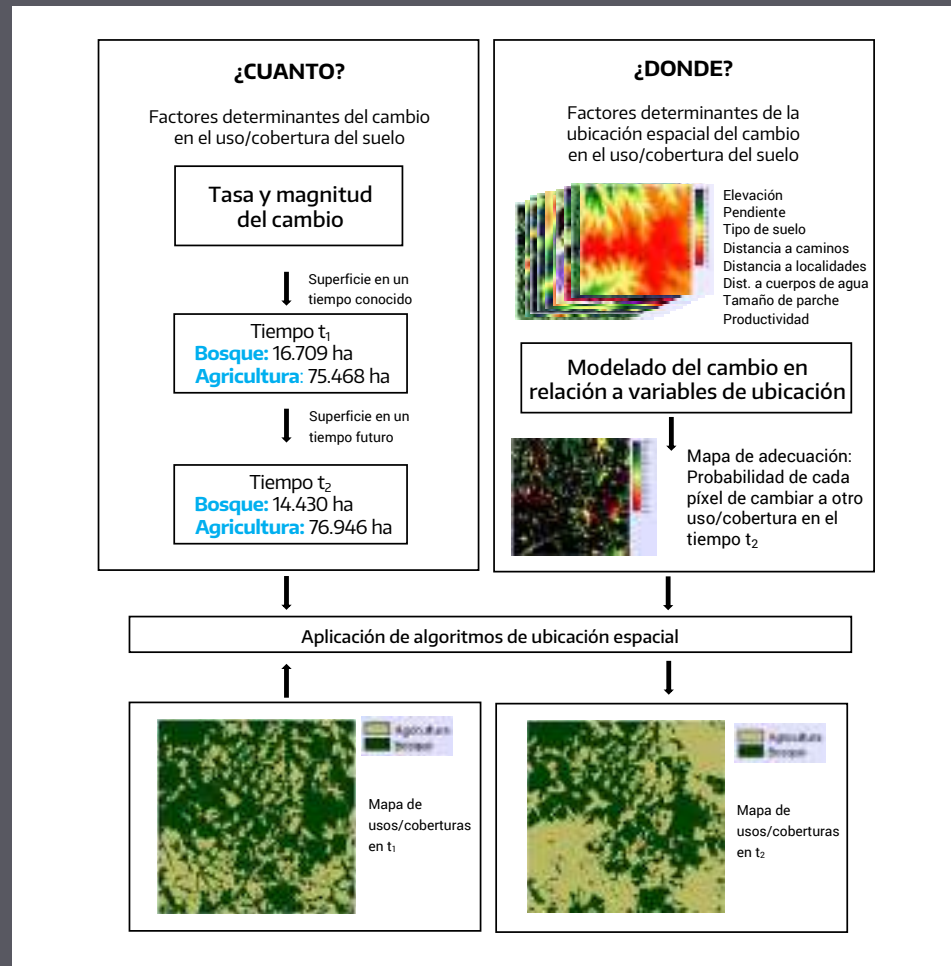 ¿CUANTO?
Factores determinantes del cambio
en el uso/cobertura del suelo
Tasa y magnitud
del cambio
Superficie en un
tiempo conocido
Tiempo t₁
Bosque: 16.709 ha
Agricultura: 75.468 ha
Superficie en un
tiempo futuro
Tiempo t₂
Bosque: 14.430 ha
Agricultura: 76.946 ha
¿DONDE?
Factores determinantes de la
ubicación espacial del cambio
en el uso/cobertura del suelo
Elevación
Pendiente
Tipo de suelo
Distancia a caminos
Distancia a localidades
Dist. a cuerpos de agua
Tamaño de parche
Productividad
Modelado del cambio en
relación a variables de ubicación
Mapa de adecuación:
Probabilidad de cada
píxel de cambiar a otro
uso/cobertura en el
tiempo t₂
Aplicación de algoritmos de ubicación espacial
Agricultura
Bosque
Mapa de
usos/coberturas
en t₁
Agricultura
Bosque
Mapa de
usos/coberturas
en t₂